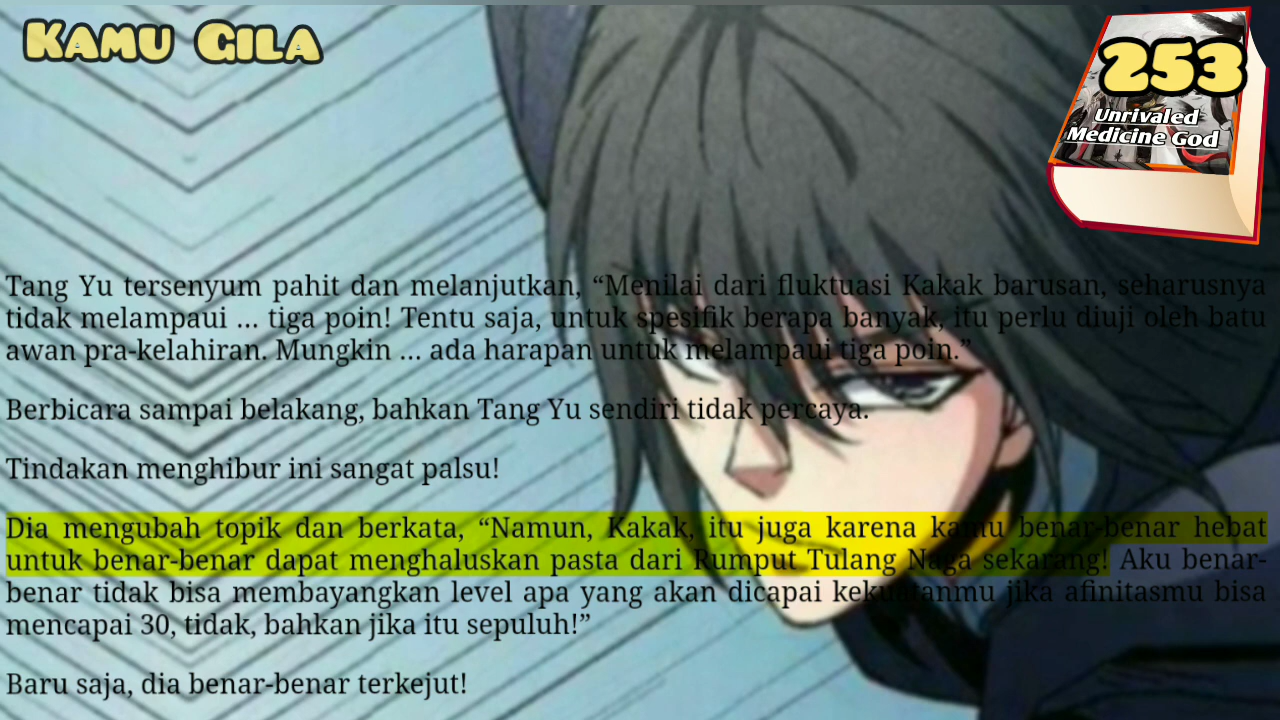 Kamu Gila
253
Unrivaled
Medicine God
Tang Yu tersenyum pahit dan melanjutkan, “Menilai dari fluktuasi Kakak barusan, seharusnya
tidak melampaui ... tiga poin! Tentu saja, untuk spesifik berapa banyak, itu perlu diuji oleh batu
awan pra-kelahiran. Mungkin ... ada harapan untuk melampaui tiga poin.”
Berbicara sampai belakang, bahkan Tang Yu sendiri tidak percaya.
Tindakan menghibur ini sangat palsu!
Dia mengubah topik dan berkata, “Namun, Kakak, itu juga karena kamu benar-benar hebat
untuk benar-benar dapat menghaluskan pasta dari Rumput Tulang Naga sekarang! Aku benar-
benar tidak bisa membayangkan level apa yang akan dicapai kekuatanmu jika afinitasmu bisa
mencapai 30, tidak, bahkan jika itu sepuluh!”
Baru saja, dia benar-benar terkejut!